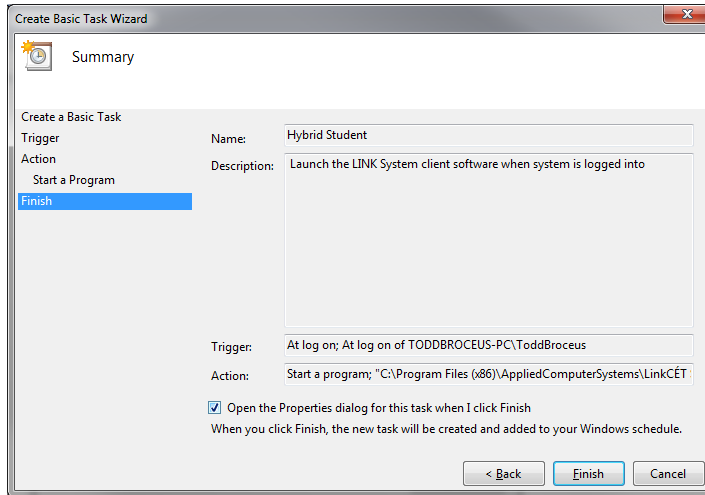 Create Basic Task Wizard
Summary
Create a Basic Task
Trigger
Action
Start a Program
Finish
Name:
Hybrid Student
Description:
Launch the LINK System client software when system is logged into
Trigger:
At log on; At log on of TODDBROCEUS-PC\ToddBroceus
Action:
Start a program; "C:\Program Files (x86)\AppliedComputerSystems\LinkCÉT
Open the Properties dialog for this task when I click Finish
When you click Finish, the new task will be created and added to your Windows schedule.
< Back
Finish
Cancel